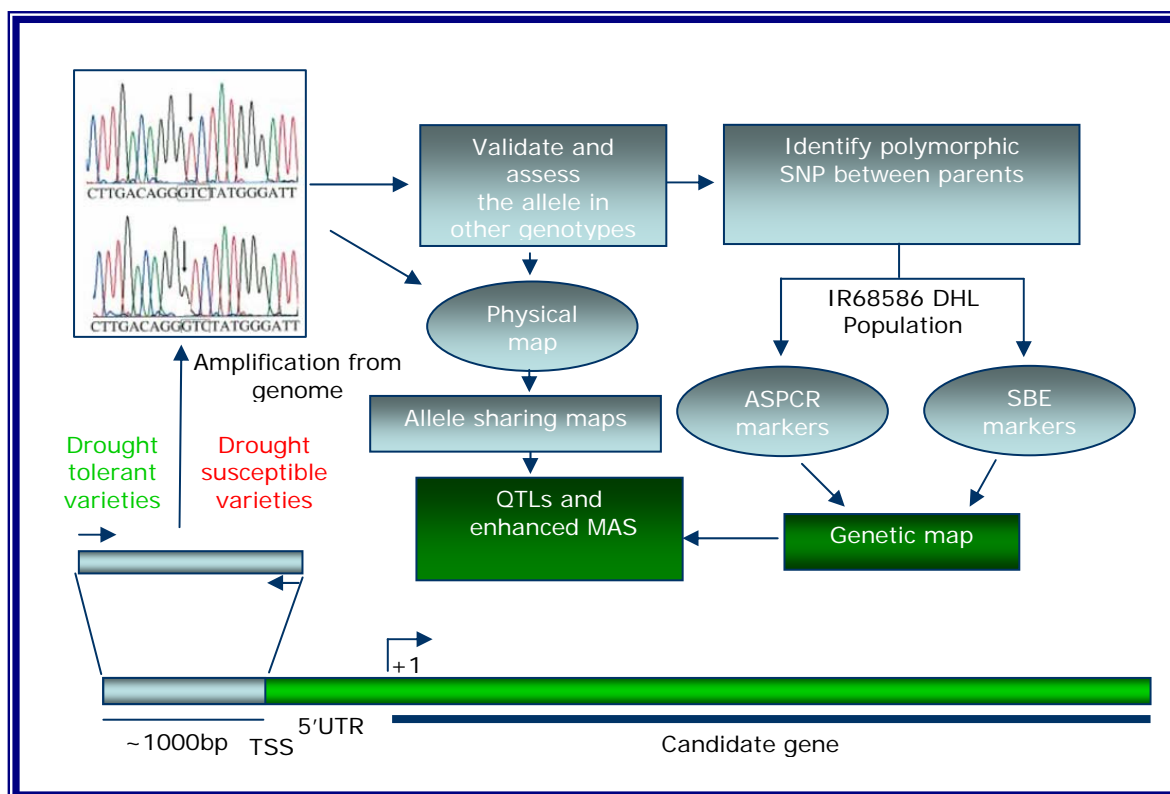 CTTGACAGGGTCTATGGGATT
CTTGACAGGGTCTATGGGATT
Validate and
assess
the allele in
other genotypes
Identify polymorphic
SNP between parents
IR68586 DHL
Population
Physical
map
ASPCR
markers
SBE
markers
Allele sharing maps
QTLs and
enhanced MAS
Genetic map
Amplification from
genome
Drought
tolerant
varieties
Drought
susceptible
varieties
+1
~1000bp
TSS
5'UTR
Candidate gene